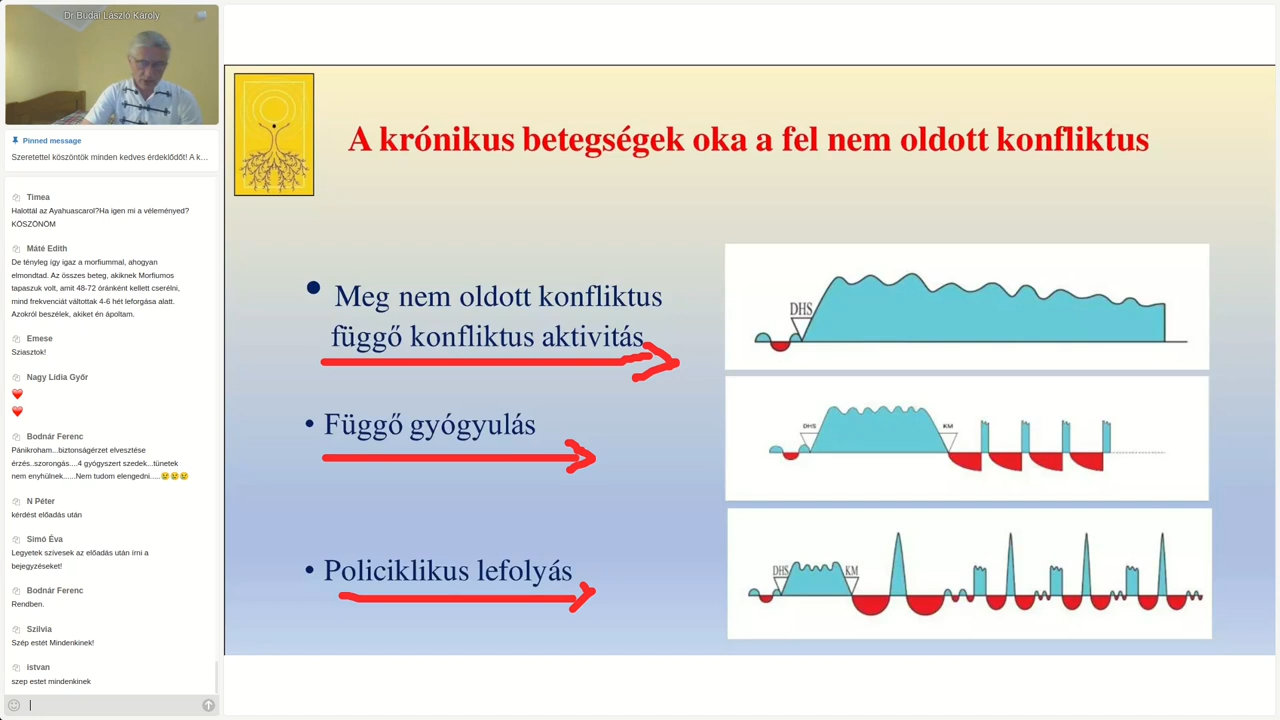 Dr Budai László Károly
Pinned message
Szeretettel köszöntök minden kedves érdeklődőt! A k…
Timea
Halottál az Ayahuascarol?Ha igen mi a véleményed?
KÖSZÖNÖM
Máté Edith
De tényleg így igaz a morfiummal, ahogyan
elmondtad. Az összes beteg, akiknek Morfiumos
tapaszuk volt, amit 48-72 óránként kellett cserélni,
mind frekvenciát váltottak 4-6 hét leforgása alatt.
Azokról beszélek, akiket én ápoltam.
Emese
Sziasztok!
Nagy Lídia Győr
Bodnár Ferenc
Pánikroham...biztonságérzet elvesztése
érzés..szorongás....4 gyógyszert szedek...tünetek
nem enyhülnek......Nem tudom elengedni.....
N Péter
kérdést előadás után
Simó Éva
Legyetek szívesek az előadás után írni a
bejegyzéseket!
Bodnár Ferenc
Rendben.
Szilvia
Szép estét Mindenkinek!
istvan
szep estet mindenkinek
A krónikus betegségek oka a fel nem oldott konfliktus
• Meg nem oldott konfliktus
függő konfliktus aktivitás
DHS
• Függő gyógyulás
DHS
KM
• Policiklikus lefolyás
DHS
KM